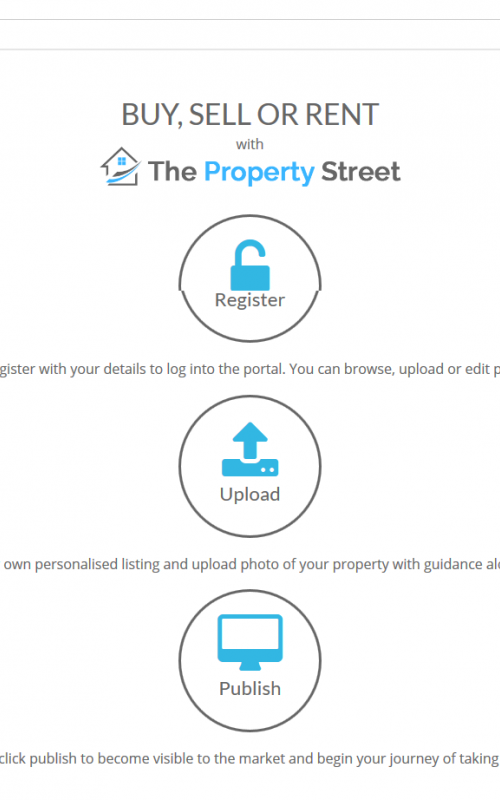 BUY, SELL OR RENT
with
The Property Street
Register
gister with your details to log into the portal. You can browse, upload or edit p
Upload
own personalised listing and upload photo of your property with guidance alo
Publish
click publish to become visible to the market and begin your journey of taking